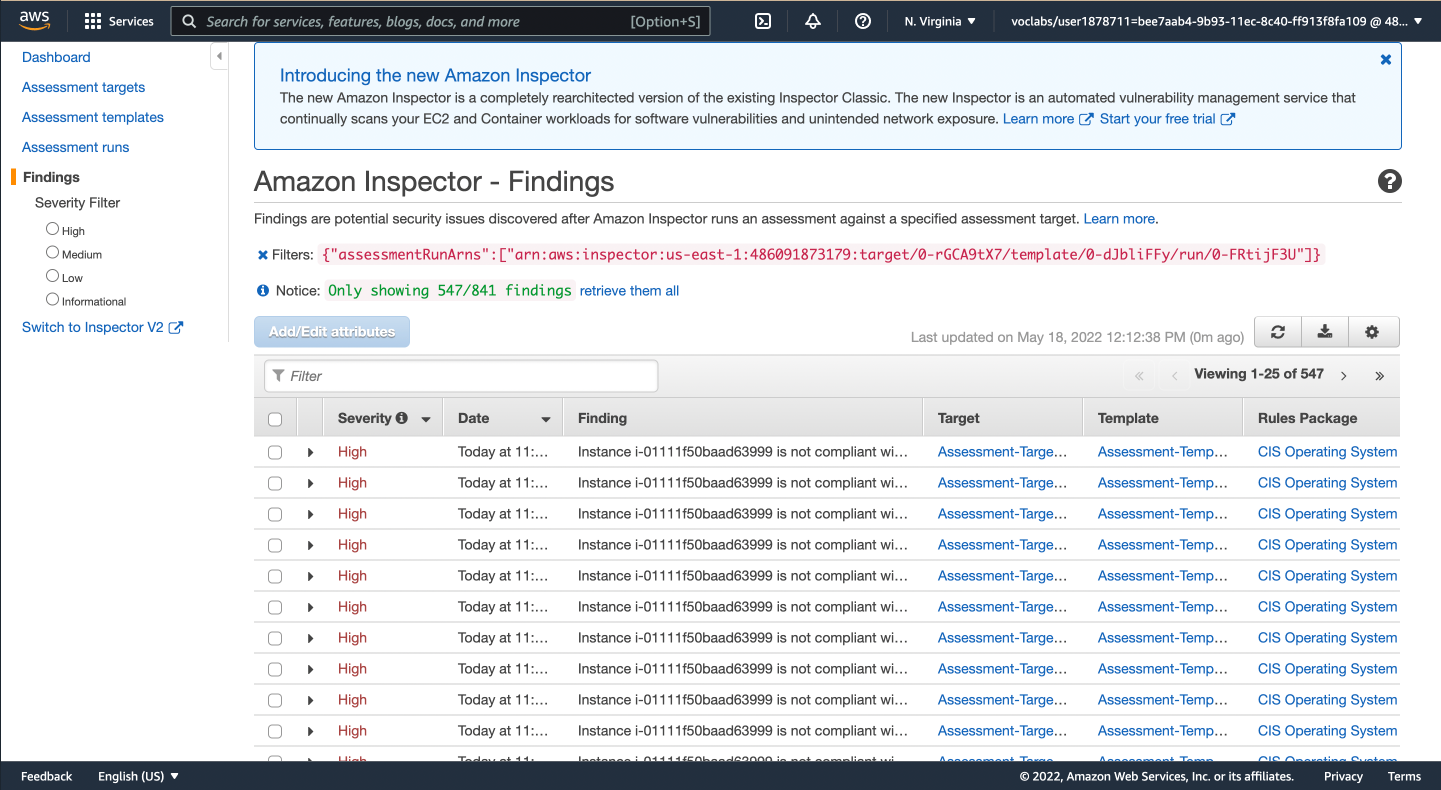 aws
Services
Search for services, features, blogs, docs, and more [Option+S]
N. Virginia ▼
voclabs/user1878711=bee7aab4-9b93-11ec-8c40-ff913f8fa109 @ 48... ▼
Dashboard
Assessment targets
Assessment templates
Assessment runs
Findings
Severity Filter
High
Medium
Low
Informational
Switch to Inspector V2
Introducing the new Amazon Inspector
The new Amazon Inspector is a completely rearchitected version of the existing Inspector Classic. The new Inspector is an automated vulnerability management service that
continually scans your EC2 and Container workloads for software vulnerabilities and unintended network exposure. Learn more Start your free trial
Amazon Inspector - Findings
Findings are potential security issues discovered after Amazon Inspector runs an assessment against a specified assessment target. Learn more.
Filters: {"assessmentRunArns":["arn:aws:inspector:us-east-1:486091873179:target/0-rGCA9tX7/template/0-dJbliFFy/run/0-FRtijF3U"]}
Notice: Only showing 547/841 findings retrieve them all
Add/Edit attributes
Last updated on May 18, 2022 12:12:38 PM (0m ago)
Filter
« ‹ Viewing 1-25 of 547 › »
Severity Date Finding Target Template Rules Package
High Today at 11:... Instance i-01111f50baad63999 is not compliant wi... Assessment-Targe... Assessment-Temp... CIS Operating System
High Today at 11:... Instance i-01111f50baad63999 is not compliant wi... Assessment-Targe... Assessment-Temp... CIS Operating System
High Today at 11:... Instance i-01111f50baad63999 is not compliant wi... Assessment-Targe... Assessment-Temp... CIS Operating System
High Today at 11:... Instance i-01111f50baad63999 is not compliant wi... Assessment-Targe... Assessment-Temp... CIS Operating System
High Today at 11:... Instance i-01111f50baad63999 is not compliant wi... Assessment-Targe... Assessment-Temp... CIS Operating System
High Today at 11:... Instance i-01111f50baad63999 is not compliant wi... Assessment-Targe... Assessment-Temp... CIS Operating System
High Today at 11:... Instance i-01111f50baad63999 is not compliant wi... Assessment-Targe... Assessment-Temp... CIS Operating System
High Today at 11:... Instance i-01111f50baad63999 is not compliant wi... Assessment-Targe... Assessment-Temp... CIS Operating System
High Today at 11:... Instance i-01111f50baad63999 is not compliant wi... Assessment-Targe... Assessment-Temp... CIS Operating System
High Today at 11:... Instance i-01111f50baad63999 is not compliant wi... Assessment-Targe... Assessment-Temp... CIS Operating System
Feedback English (US) ▼
© 2022, Amazon Web Services, Inc. or its affiliates. Privacy Terms